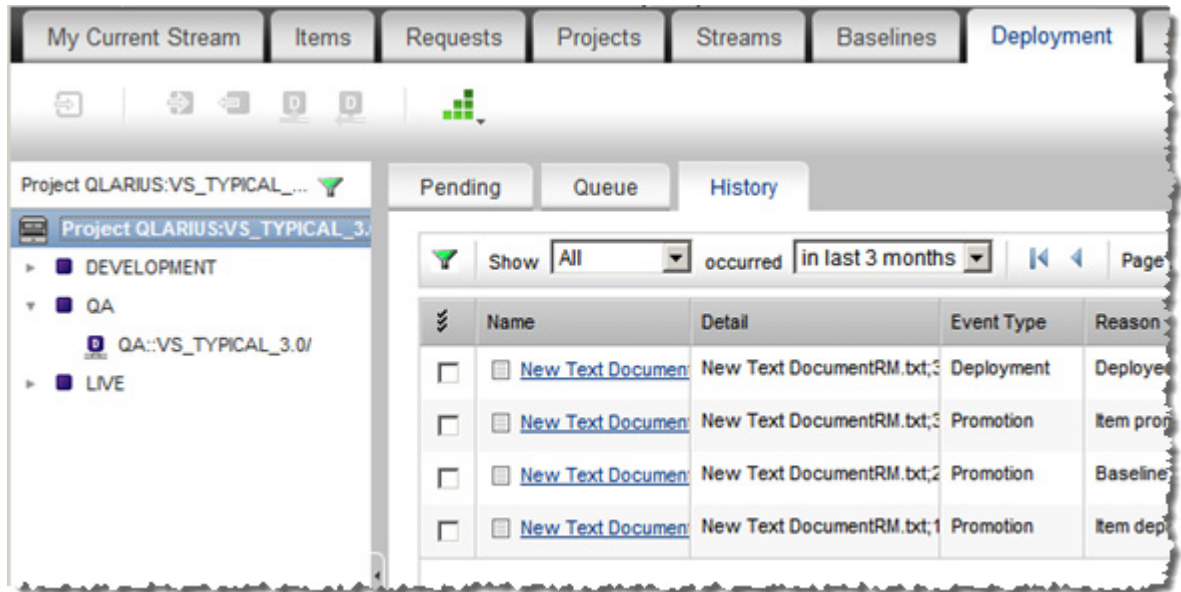 My Current Stream Items Requests Projects Streams Baselines Deployment
Project QLARIUS:VS_TYPICAL_...
Pending Queue History
Project QLARIUS:VS_TYPICAL_3.
DEVELOPMENT
Show All occurred in last 3 months Page
QA
Name Detail Event Type Reason
QA::VS_TYPICAL_3.0/
New Text Documen New Text DocumentRM.txt;3 Deployment Deployed
LIVE
New Text Documen New Text DocumentRM.txt;3 Promotion Item prom
New Text Documen New Text DocumentRM.txt;2 Promotion Baseline
New Text Documen New Text DocumentRM.txt;1 Promotion Item dep